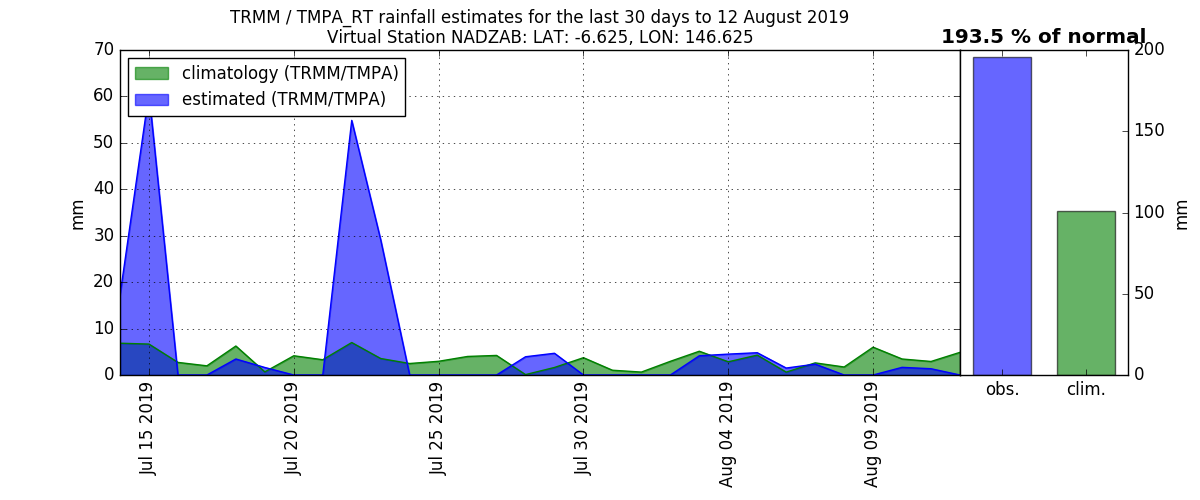 TRMM / TMPA_RT rainfall estimates for the last 30 days to 12 August 2019
Virtual Station NADZAB: LAT: -6.625, LON: 146.625
193.5 % of normal
climatology (TRMM/TMPA)
estimated (TRMM/TMPA)
70
60
50
40
30
20
10
0
mm
Jul 15 2019
Jul 20 2019
Jul 25 2019
Jul 30 2019
Aug 04 2019
Aug 09 2019
200
150
100
50
0
mm
obs.
clim.